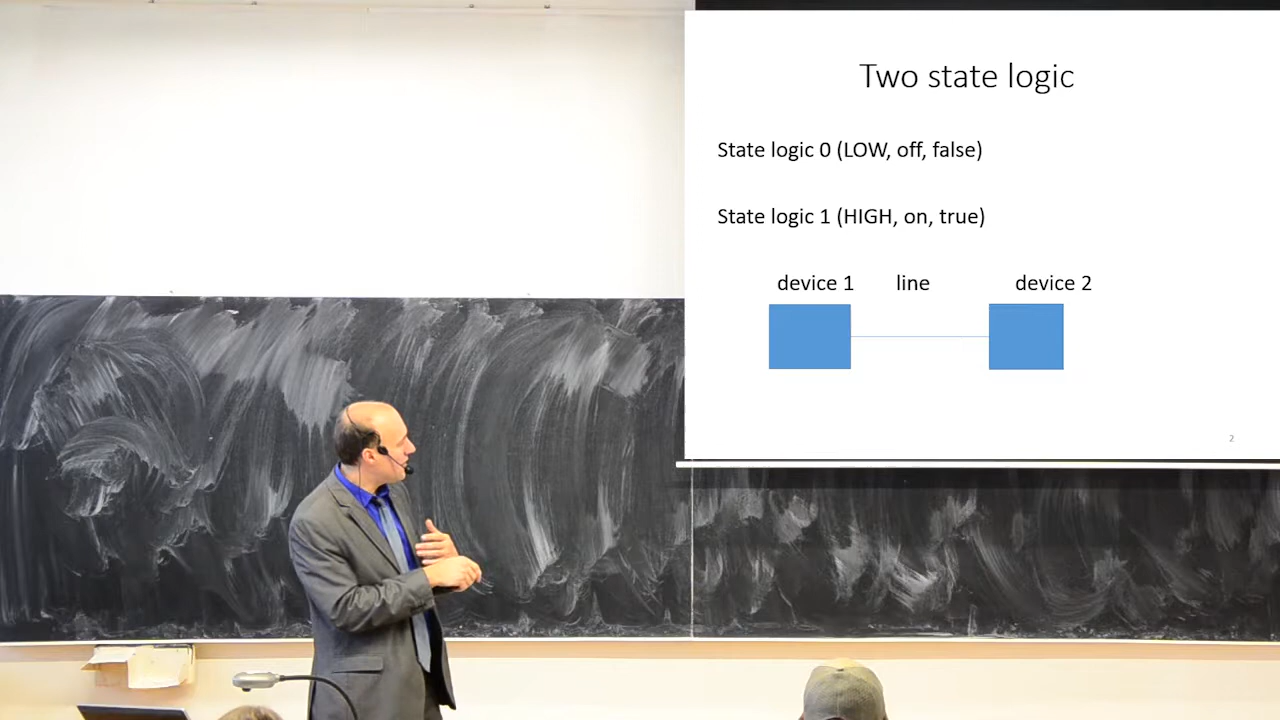 Two state logic
State logic 0 (LOW, off, false)
State logic 1 (HIGH, on, true)
device 1 line device 2
2